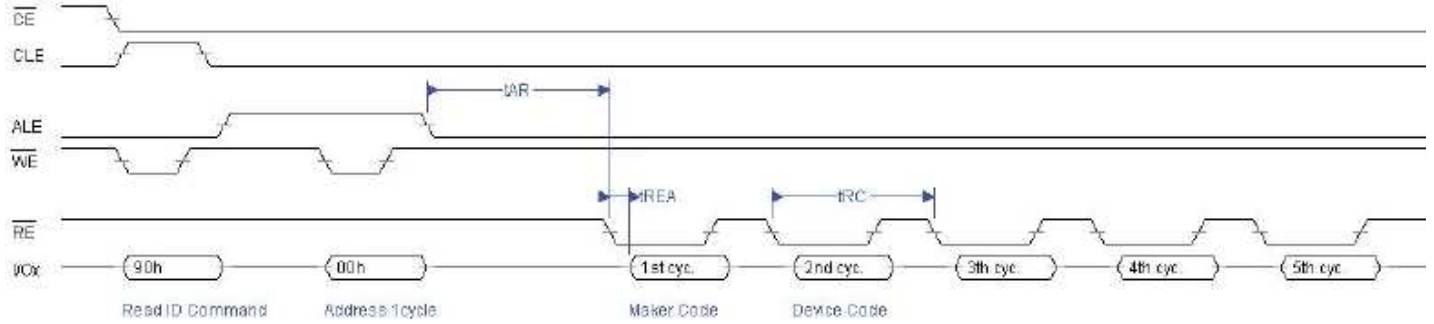 CE
CLE
tAR
ALE
WE
tREA
tRC
RE
I/Ox 90h 00h 1st cyc. 2nd cyc. 3th cyc. 4th cyc. 5th cyc.
Read ID Command Address 1cycle Maker Code Device Code